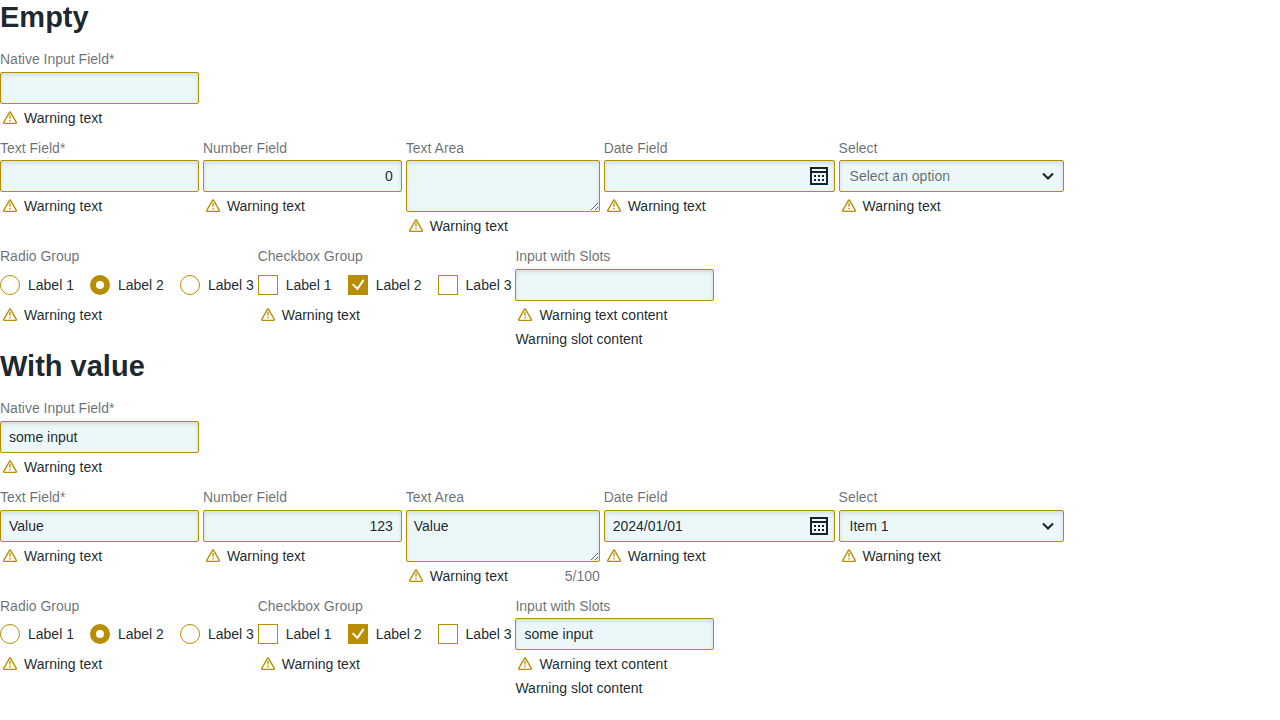 Empty
Native Input Field*
Warning text
Text Field* Number Field Text Area Date Field Select
0 Select an option
Warning text Warning text Warning text Warning text
Warning text
Radio Group Checkbox Group Input with Slots
Label 1 Label 2 Label 3 Label 1 Label 2 Label 3
Warning text Warning text Warning text content
Warning slot content
With value
Native Input Field*
some input
Warning text
Text Field* Number Field Text Area Date Field Select
Value 123 Value 2024/01/01 Item 1
Warning text Warning text Warning text Warning text
Warning text 5/100
Radio Group Checkbox Group Input with Slots
Label 1 Label 2 Label 3 Label 1 Label 2 Label 3 some input
Warning text Warning text Warning text content
Warning slot content